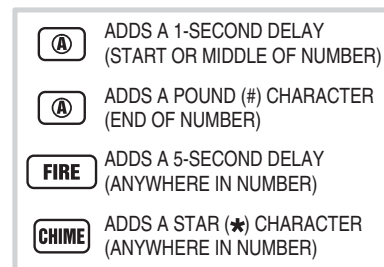 A ADDS A 1-SECOND DELAY
(START OR MIDDLE OF NUMBER)
A ADDS A POUND (#) CHARACTER
(END OF NUMBER)
FIRE ADDS A 5-SECOND DELAY
(ANYWHERE IN NUMBER)
CHIME ADDS A STAR (★) CHARACTER
(ANYWHERE IN NUMBER)